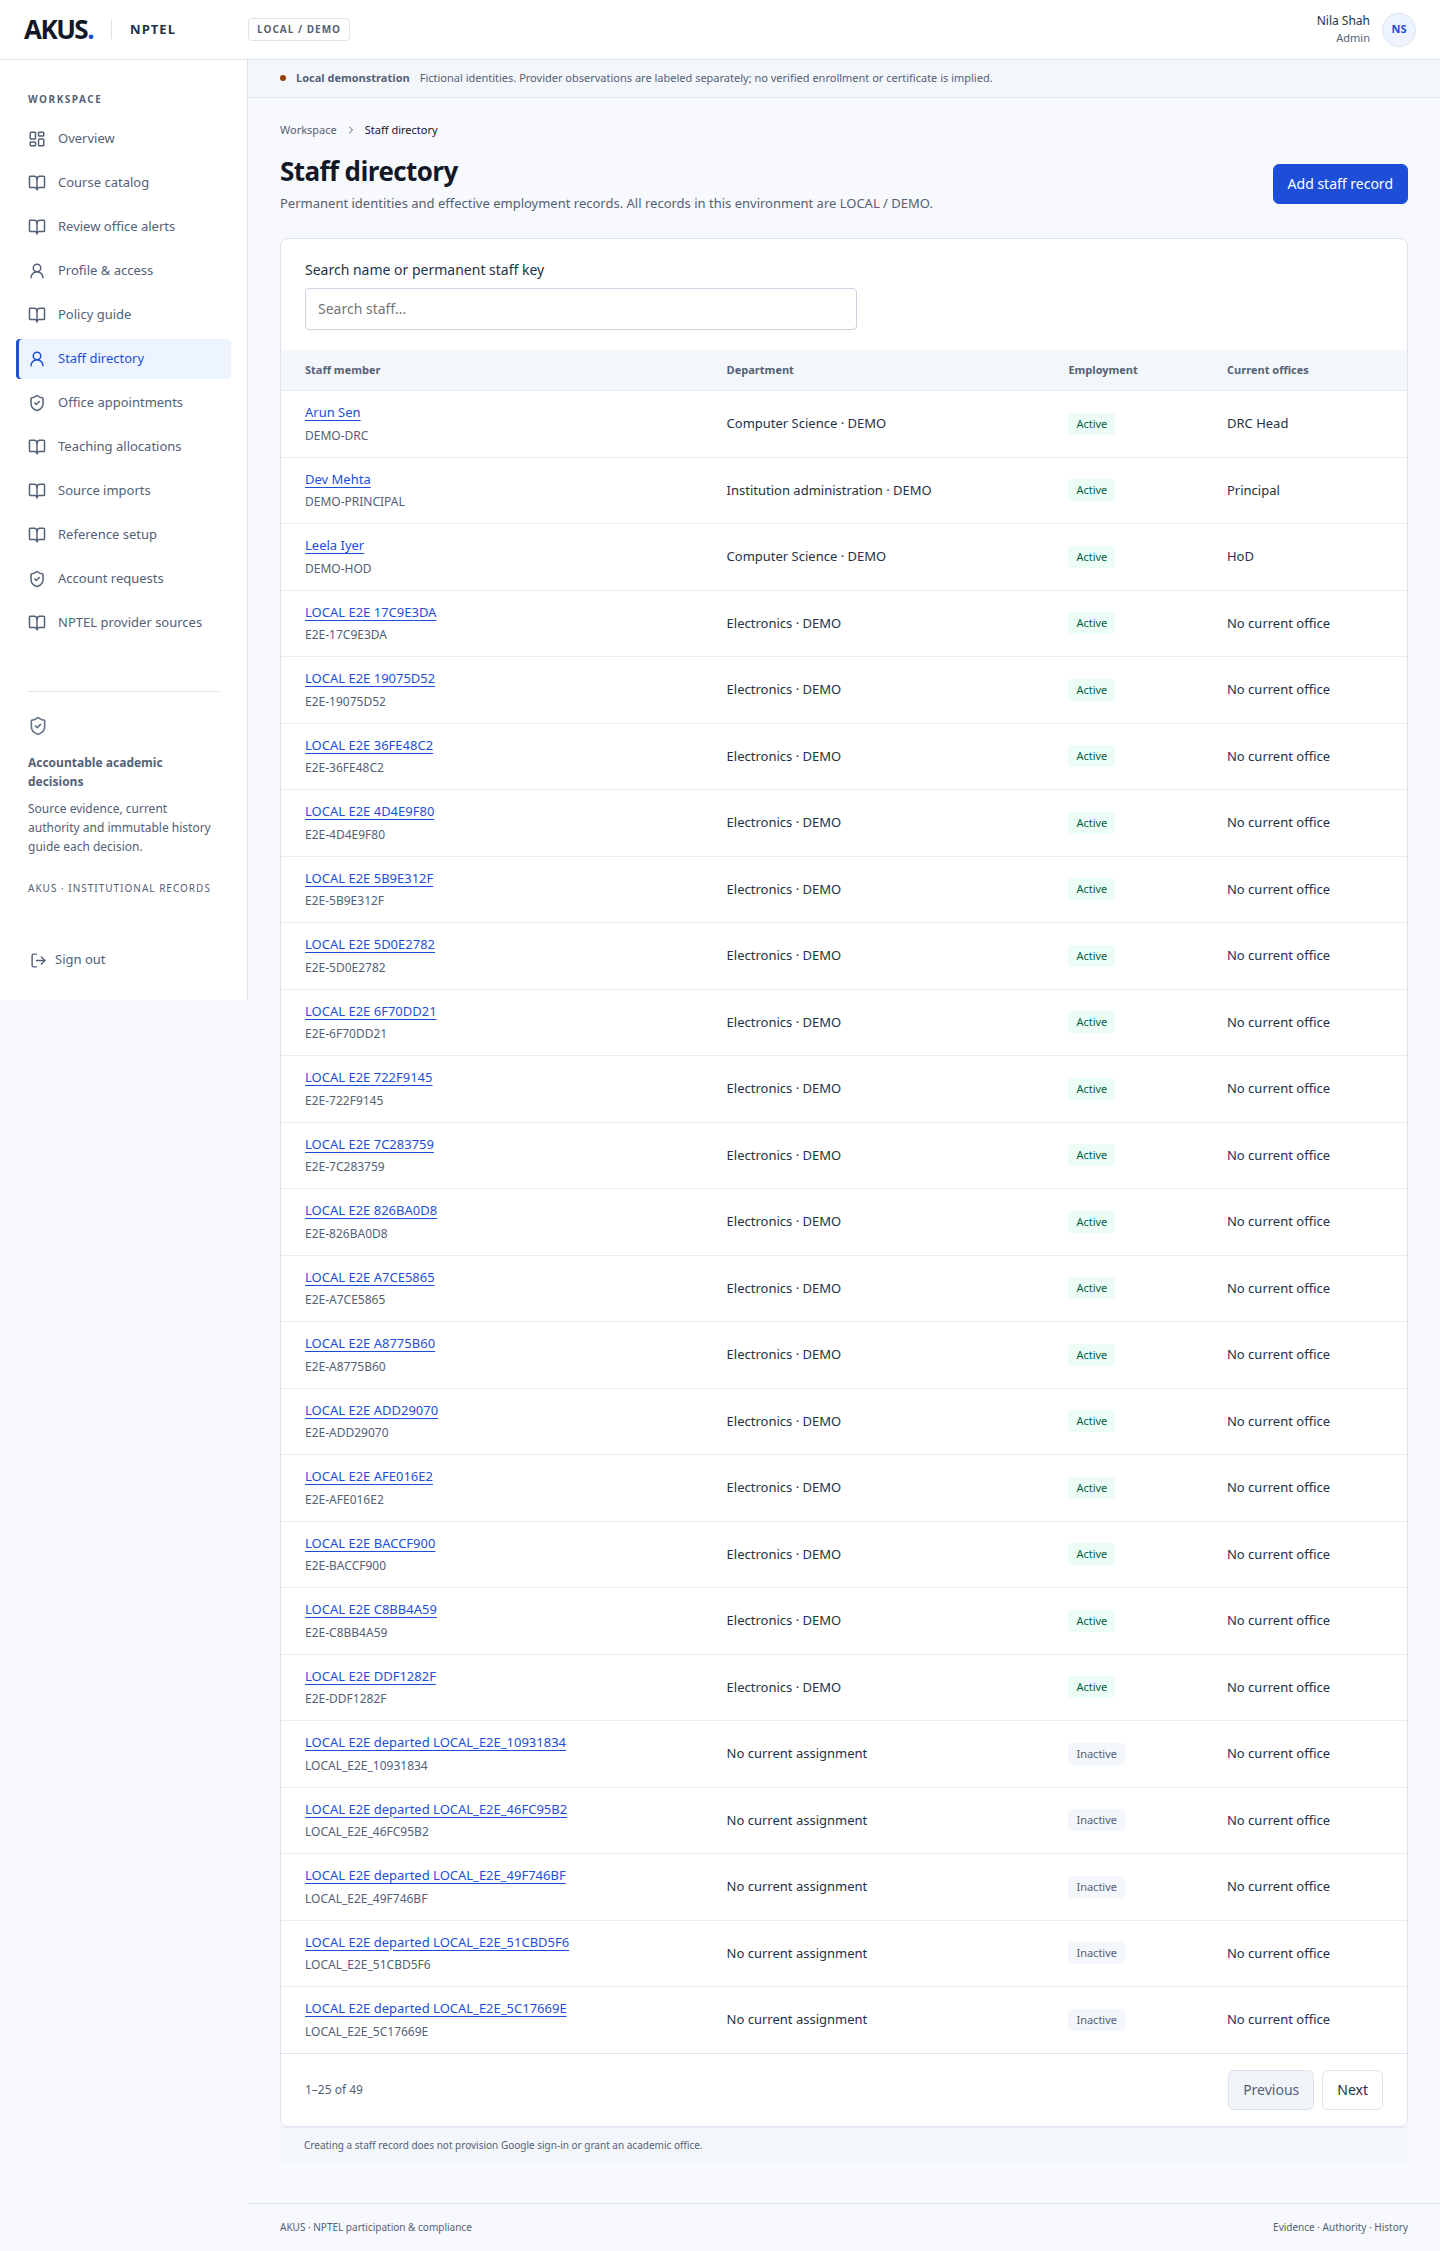 AKUS.
NPTEL
LOCAL / DEMO
Nila Shah
Admin
NS
WORKSPACE
Overview
Course catalog
Review office alerts
Profile & access
Policy guide
Staff directory
Office appointments
Teaching allocations
Source imports
Reference setup
Account requests
NPTEL provider sources
Accountable academic
decisions
Source evidence, current
authority and immutable history
guide each decision.
AKUS · INSTITUTIONAL RECORDS
Sign out
Local demonstration Fictional identities. Provider observations are labeled separately; no verified enrollment or certificate is implied.
Workspace > Staff directory
Staff directory
Permanent identities and effective employment records. All records in this environment are LOCAL / DEMO.
Add staff record
Search name or permanent staff key
Search staff...
Staff member Department Employment Current offices
Arun Sen
DEMO-DRC
Computer Science · DEMO Active DRC Head
Dev Mehta
DEMO-PRINCIPAL
Institution administration · DEMO Active Principal
Leela Iyer
DEMO-HOD
Computer Science · DEMO Active HoD
LOCAL E2E 17C9E3DA
E2E-17C9E3DA
Electronics · DEMO Active No current office
LOCAL E2E 19075D52
E2E-19075D52
Electronics · DEMO Active No current office
LOCAL E2E 36FE48C2
E2E-36FE48C2
Electronics · DEMO Active No current office
LOCAL E2E 4D4E9F80
E2E-4D4E9F80
Electronics · DEMO Active No current office
LOCAL E2E 5B9E312F
E2E-5B9E312F
Electronics · DEMO Active No current office
LOCAL E2E 5D0E2782
E2E-5D0E2782
Electronics · DEMO Active No current office
LOCAL E2E 6F70DD21
E2E-6F70DD21
Electronics · DEMO Active No current office
LOCAL E2E 722F9145
E2E-722F9145
Electronics · DEMO Active No current office
LOCAL E2E 7C283759
E2E-7C283759
Electronics · DEMO Active No current office
LOCAL E2E 826BA0D8
E2E-826BA0D8
Electronics · DEMO Active No current office
LOCAL E2E A7CE5865
E2E-A7CE5865
Electronics · DEMO Active No current office
LOCAL E2E A8775B60
E2E-A8775B60
Electronics · DEMO Active No current office
LOCAL E2E ADD29070
E2E-ADD29070
Electronics · DEMO Active No current office
LOCAL E2E AFE016E2
E2E-AFE016E2
Electronics · DEMO Active No current office
LOCAL E2E BACCF900
E2E-BACCF900
Electronics · DEMO Active No current office
LOCAL E2E C8BB4A59
E2E-C8BB4A59
Electronics · DEMO Active No current office
LOCAL E2E DDF1282F
E2E-DDF1282F
Electronics · DEMO Active No current office
LOCAL E2E departed LOCAL_E2E_10931834
LOCAL_E2E_10931834
No current assignment Inactive No current office
LOCAL E2E departed LOCAL_E2E_46FC95B2
LOCAL_E2E_46FC95B2
No current assignment Inactive No current office
LOCAL E2E departed LOCAL_E2E_49F746BF
LOCAL_E2E_49F746BF
No current assignment Inactive No current office
LOCAL E2E departed LOCAL_E2E_51CBD5F6
LOCAL_E2E_51CBD5F6
No current assignment Inactive No current office
LOCAL E2E departed LOCAL_E2E_5C17669E
LOCAL_E2E_5C17669E
No current assignment Inactive No current office
1–25 of 49
Previous Next
Creating a staff record does not provision Google sign-in or grant an academic office.
AKUS · NPTEL participation & compliance
Evidence · Authority · History